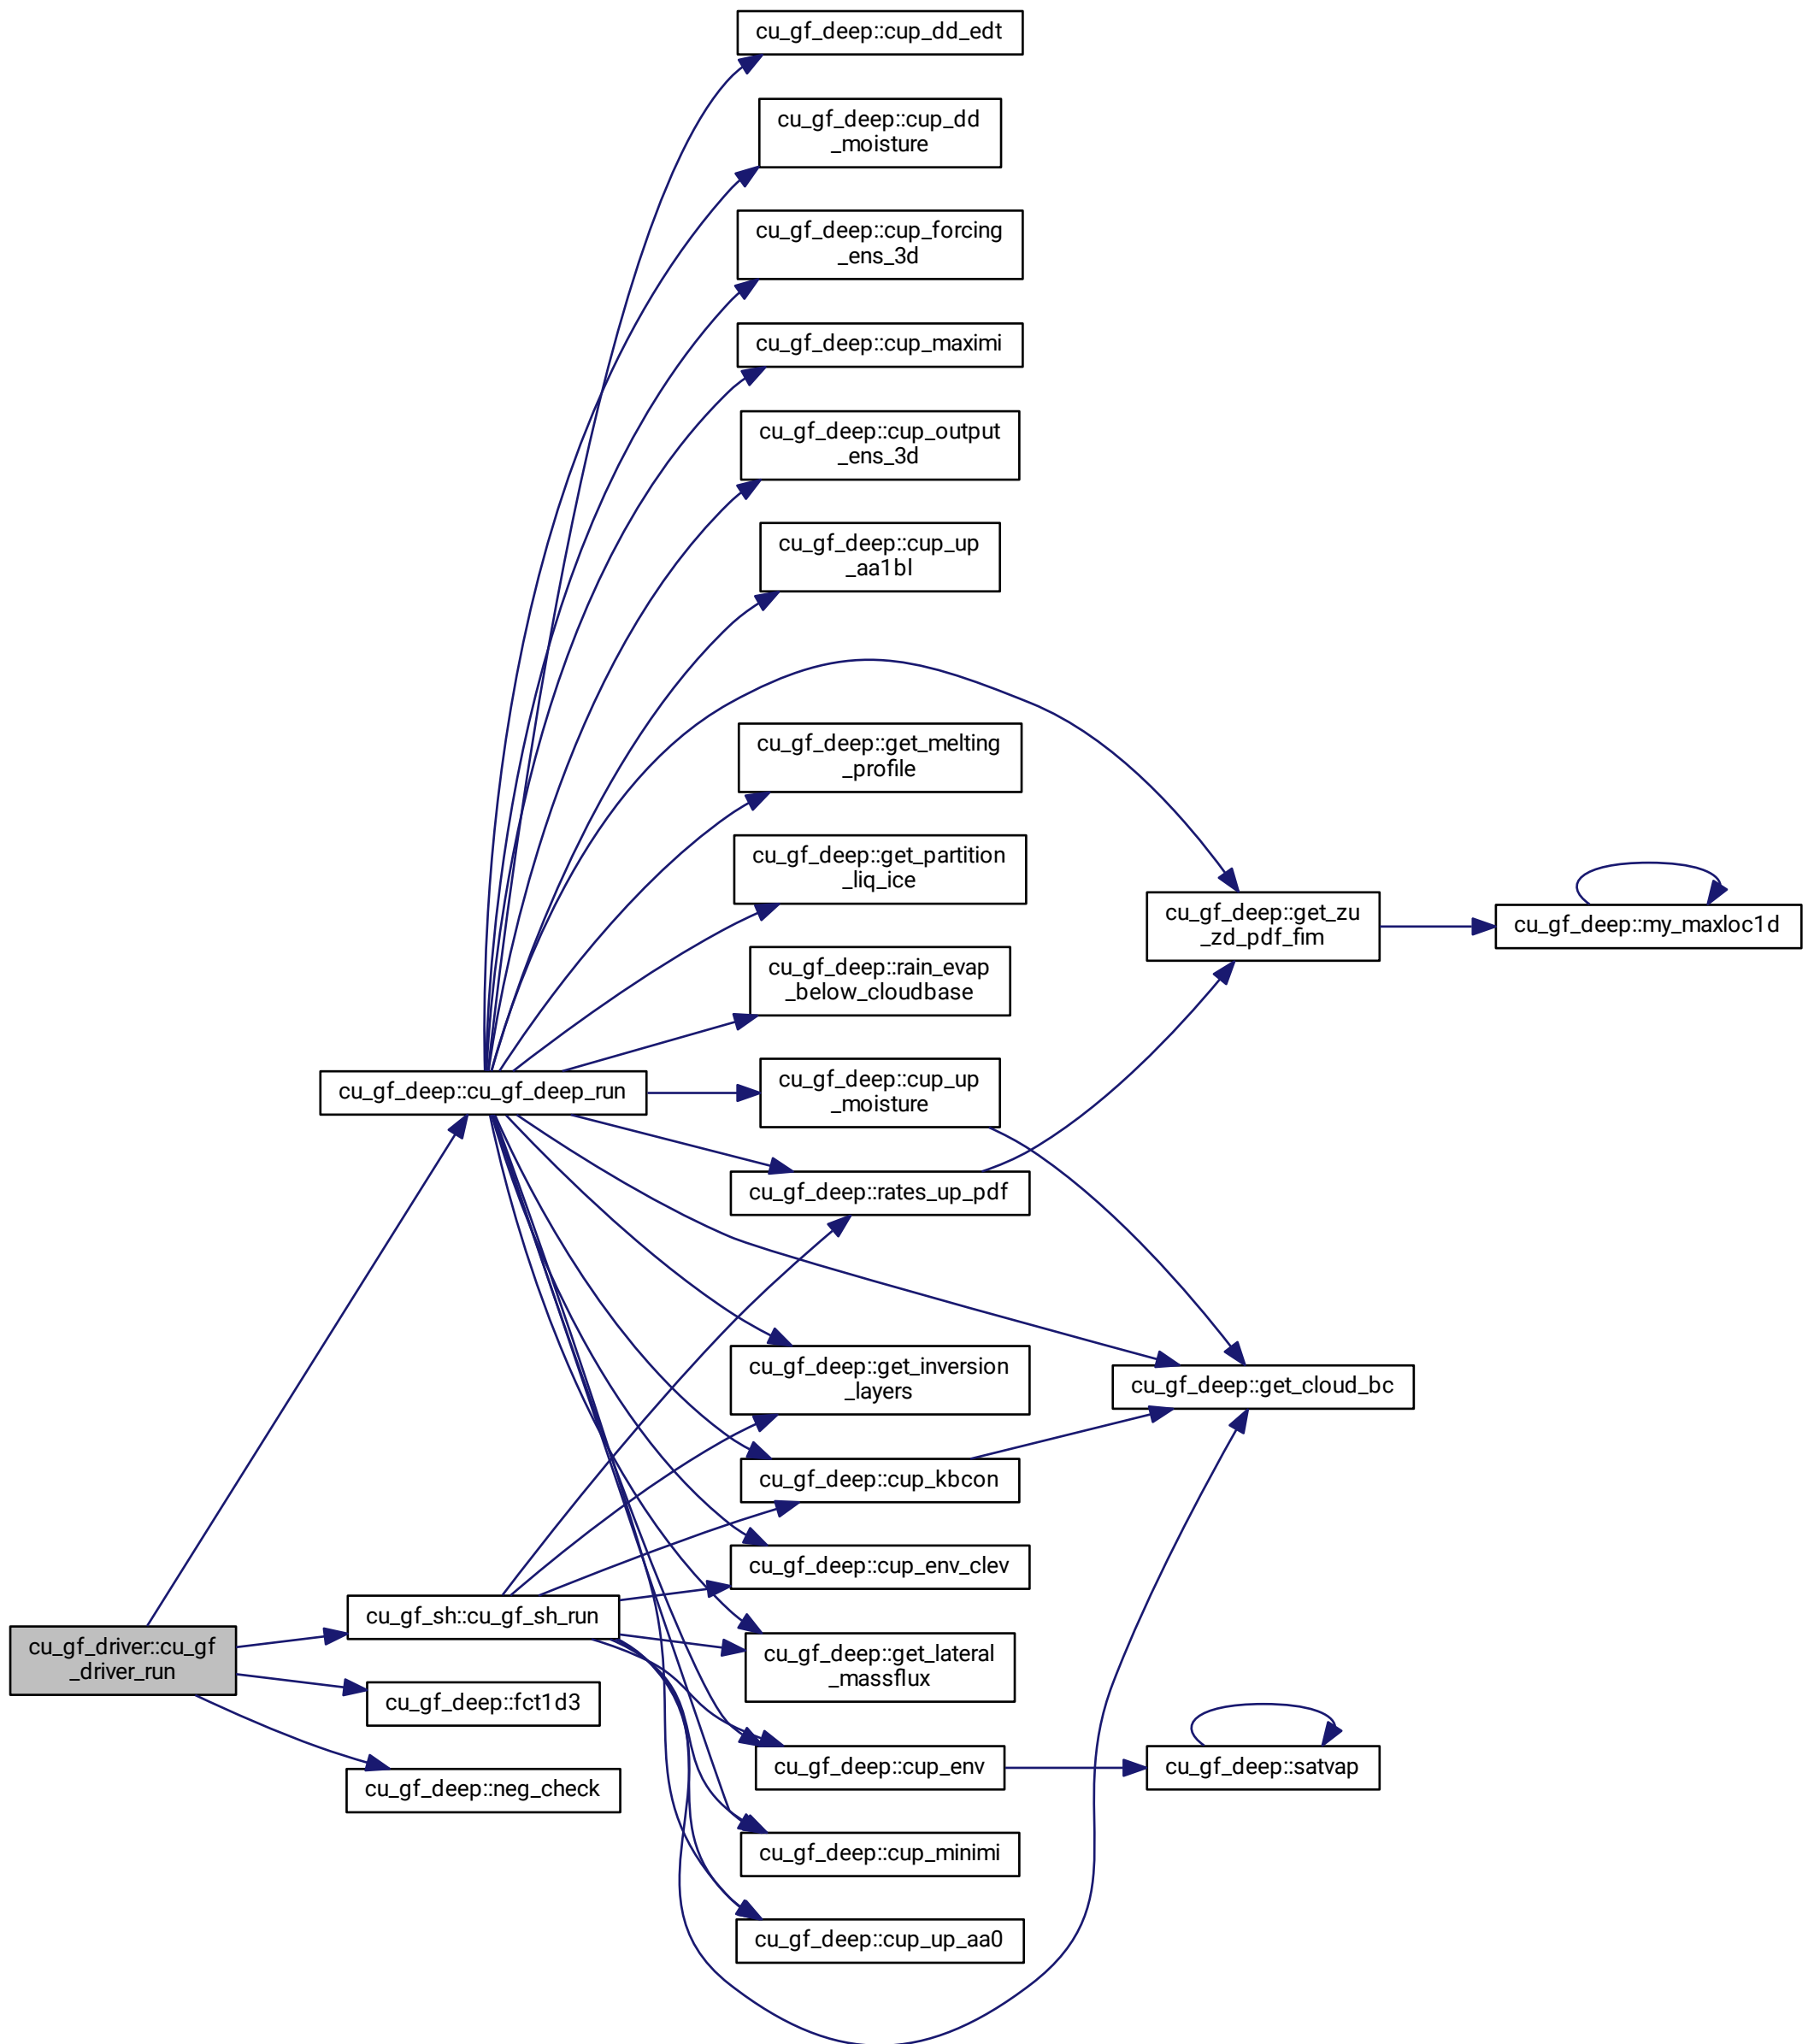 cu_gf_deep::cup_dd_edt
cu_gf_deep::cup_dd
_moisture
cu_gf_deep::cup_forcing
_ens_3d
cu_gf_deep::cup_maximi
cu_gf_deep::cup_output
_ens_3d
cu_gf_deep::cup_up
_aa1bl
cu_gf_deep::get_melting
_profile
cu_gf_deep::get_partition
_liq_ice
cu_gf_deep::get_zu
_zd_pdf_fim
cu_gf_deep::my_maxloc1d
cu_gf_deep::rain_evap
_below_cloudbase
cu_gf_deep::cu_gf_deep_run
cu_gf_deep::cup_up
_moisture
cu_gf_deep::rates_up_pdf
cu_gf_deep::get_inversion
_layers
cu_gf_deep::get_cloud_bc
cu_gf_deep::cup_kbcon
cu_gf_deep::cup_env_clev
cu_gf_sh::cu_gf_sh_run
cu_gf_driver::cu_gf
_driver_run
cu_gf_deep::get_lateral
_massflux
cu_gf_deep::fct1d3
cu_gf_deep::cup_env
cu_gf_deep::satvap
cu_gf_deep::neg_check
cu_gf_deep::cup_minimi
cu_gf_deep::cup_up_aa0